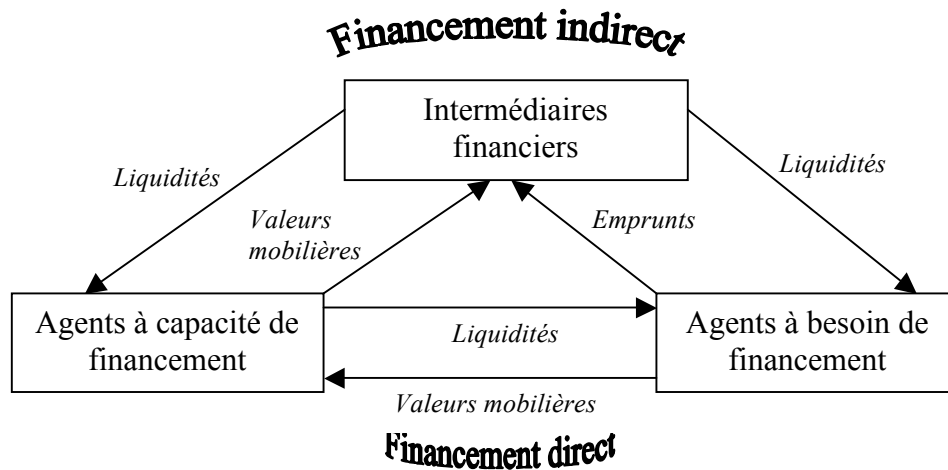 Financement indirect
Intermédiaires
financiers
Liquidités
Liquidités
Valeurs
mobilières
Emprunts
Agents à capacité de
financement
Agents à besoin de
financement
Liquidités
Valeurs mobilières
Financement direct